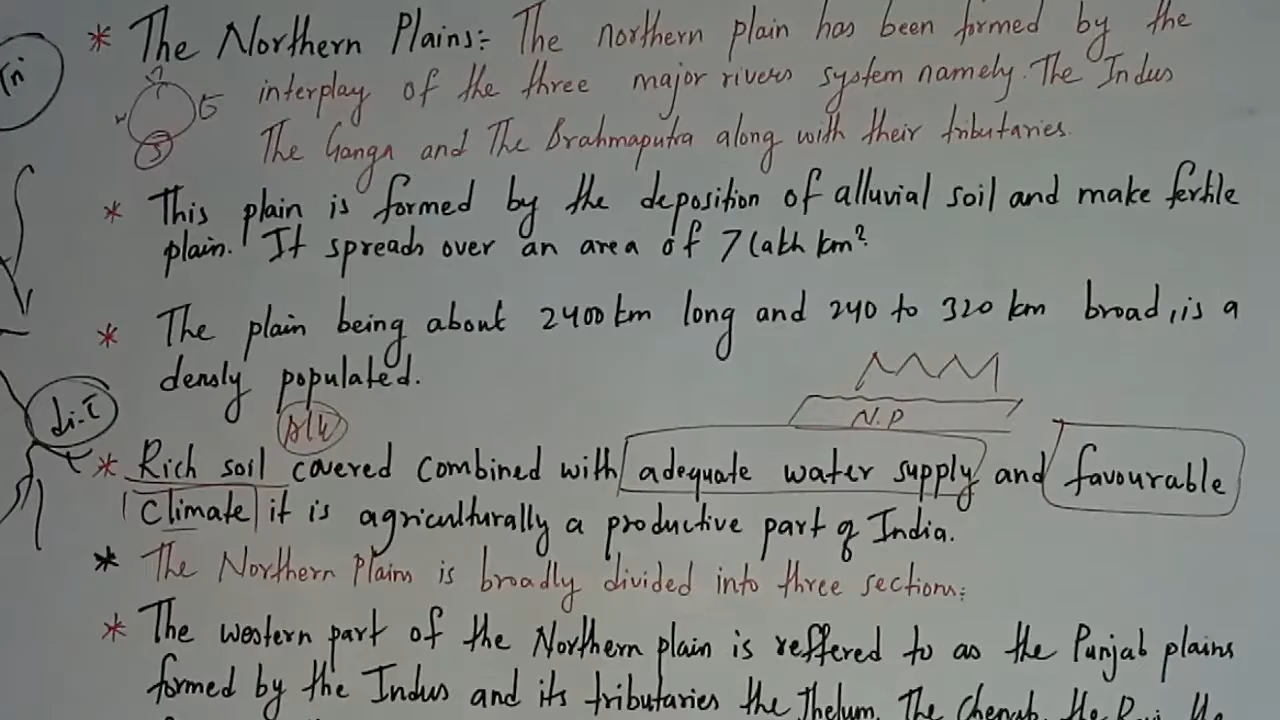 * The Northern Plains:- The northern plain has been formed by the
interplay of the three major rivers system namely. The Indus
The Ganga and The Brahmaputra along with their tributaries.
* This plain is formed by the deposition of alluvial soil and make fertile
plain. It spreads over an area of 7 lakh km²
* The plain being about 2400 km long and 240 to 320 km broad, is a
densly populated.
N.P
* Rich soil covered combined with adequate water supply and favourable
climate it is agriculturally a productive part of India.
* The Northern Plains is broadly divided into three sections:
* The western part of the Northern plain is reffered to as the Punjab plains
formed by the Indus and its tributaries the Jhelum, The Chenab, the Ravi, the